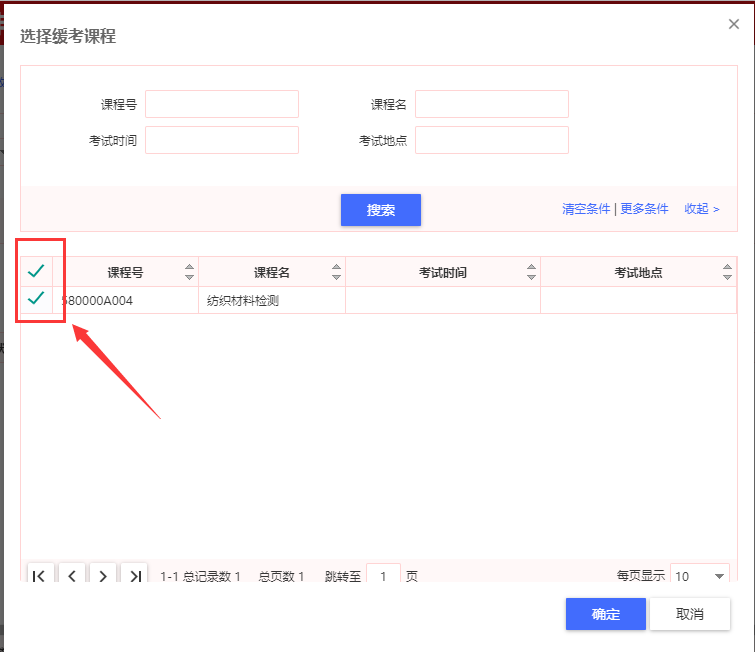 选择缓考课程
课程号 课程名
考试时间 考试地点
搜索 清空条件 | 更多条件 收起 >
课程号 课程名 考试时间 考试地点
580000A004 纺织材料检测
1-1 总记录数 1 总页数 1 跳转至 1 页 每页显示 10
确定 取消